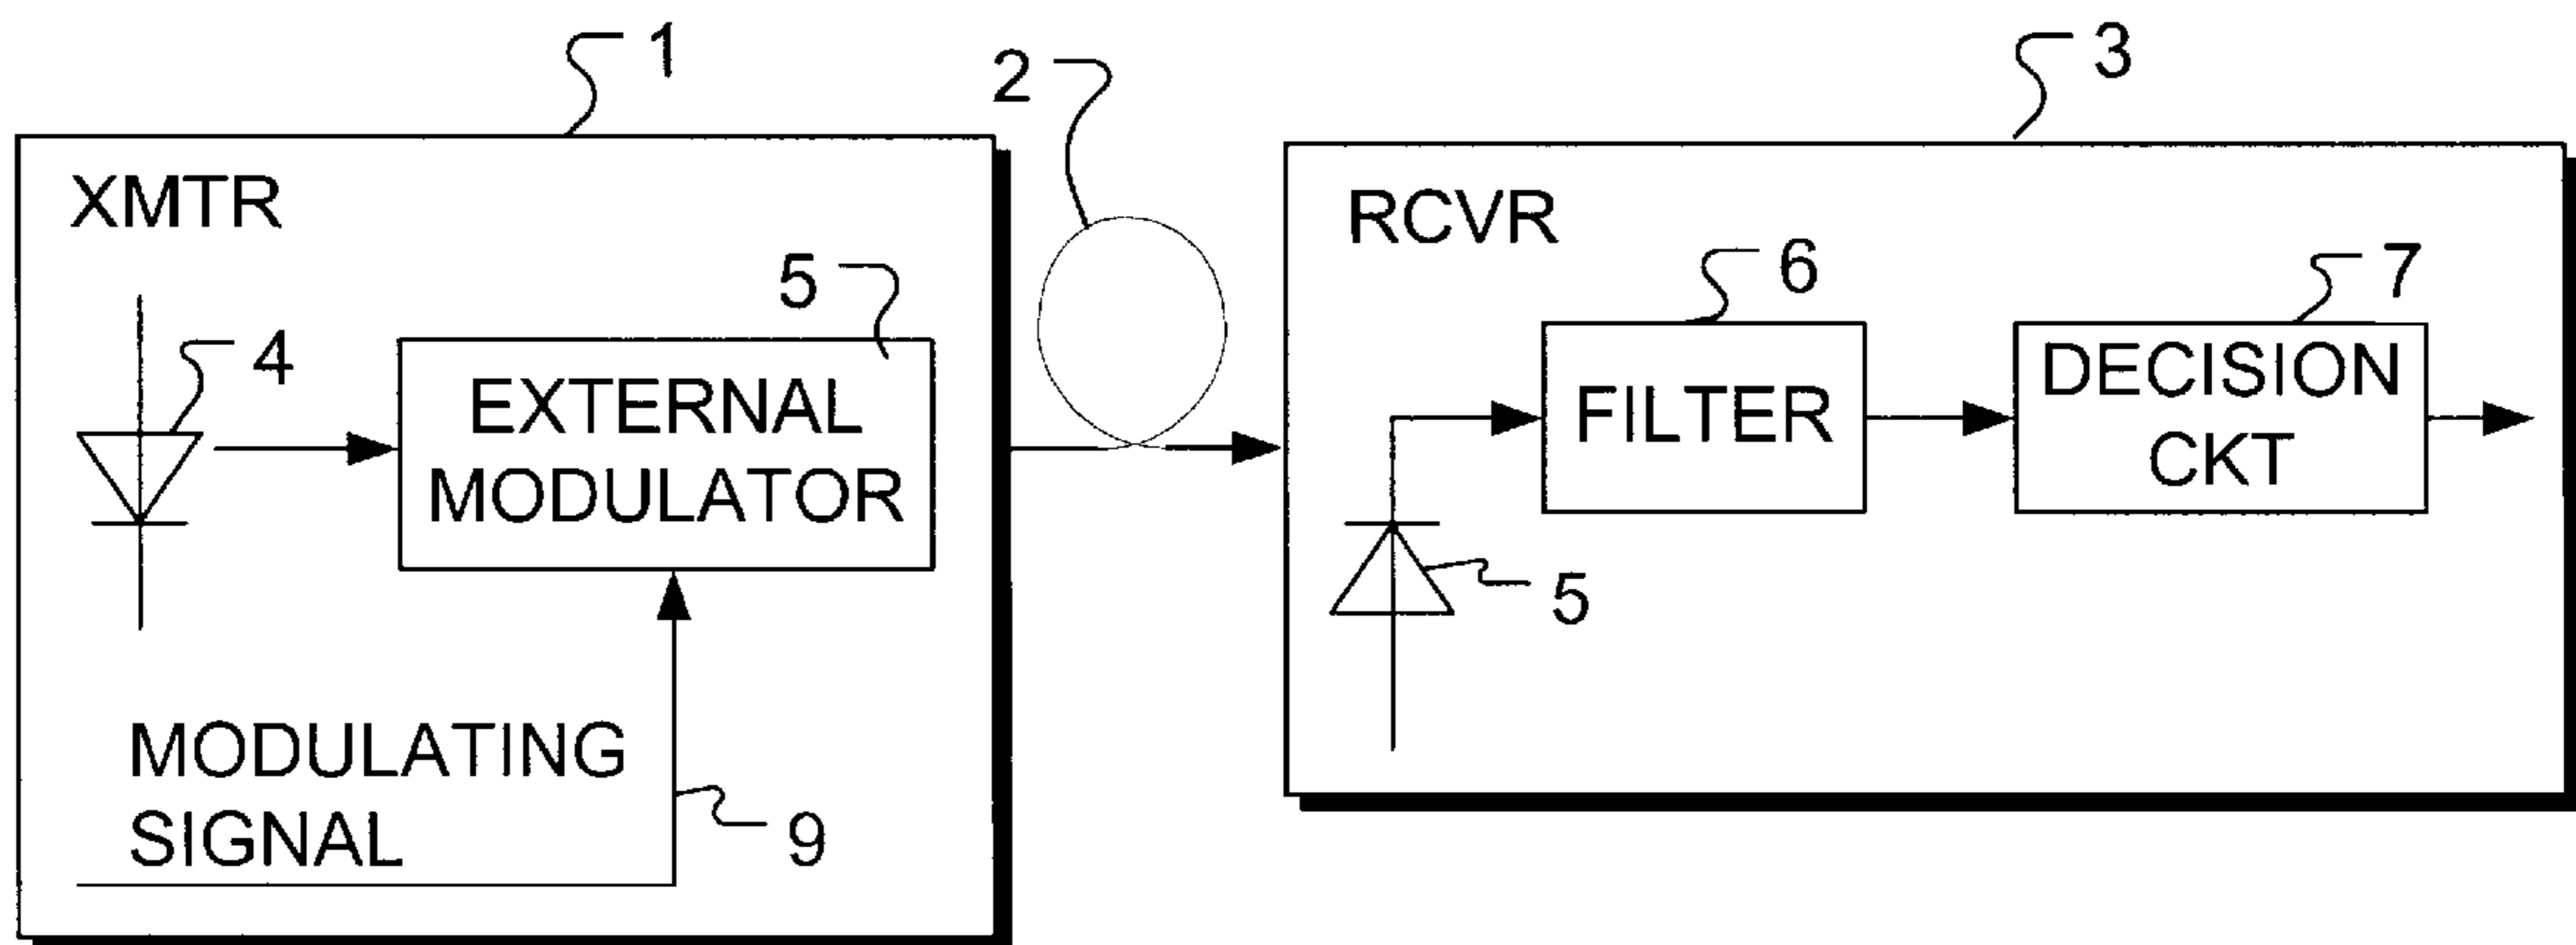 1
2
3
XMTR
RCVR
5
6
7
4
EXTERNAL
MODULATOR
FILTER
DECISION
CKT
5
MODULATING
SIGNAL
9